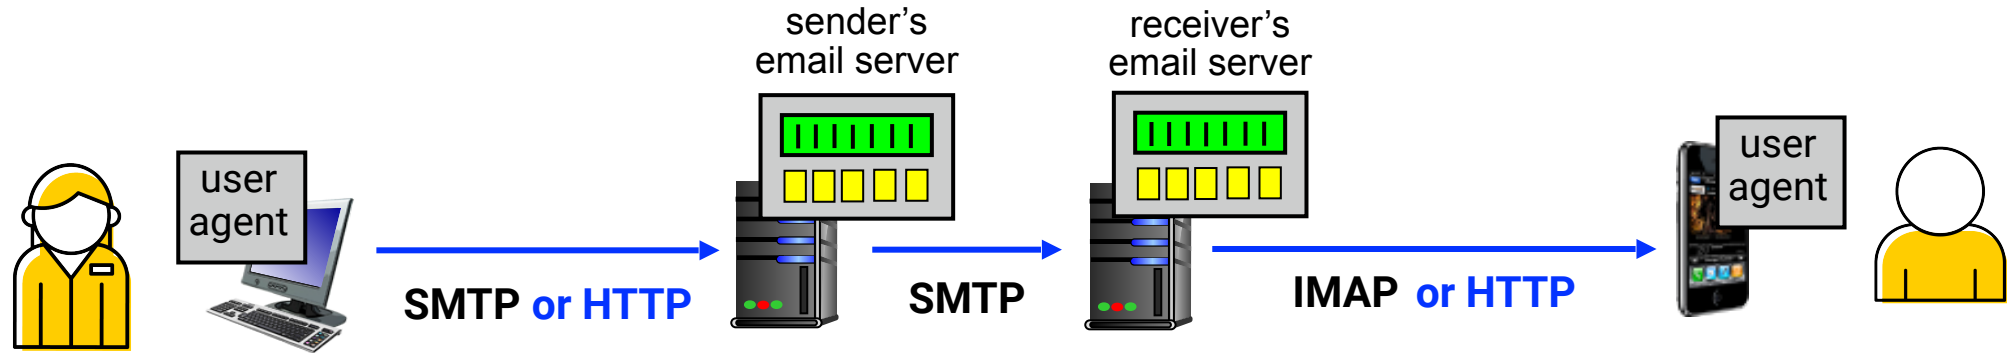 sender’s
email server
receiver’s
email server
user
agent
user
agent
SMTP or HTTP
SMTP
IMAP or HTTP